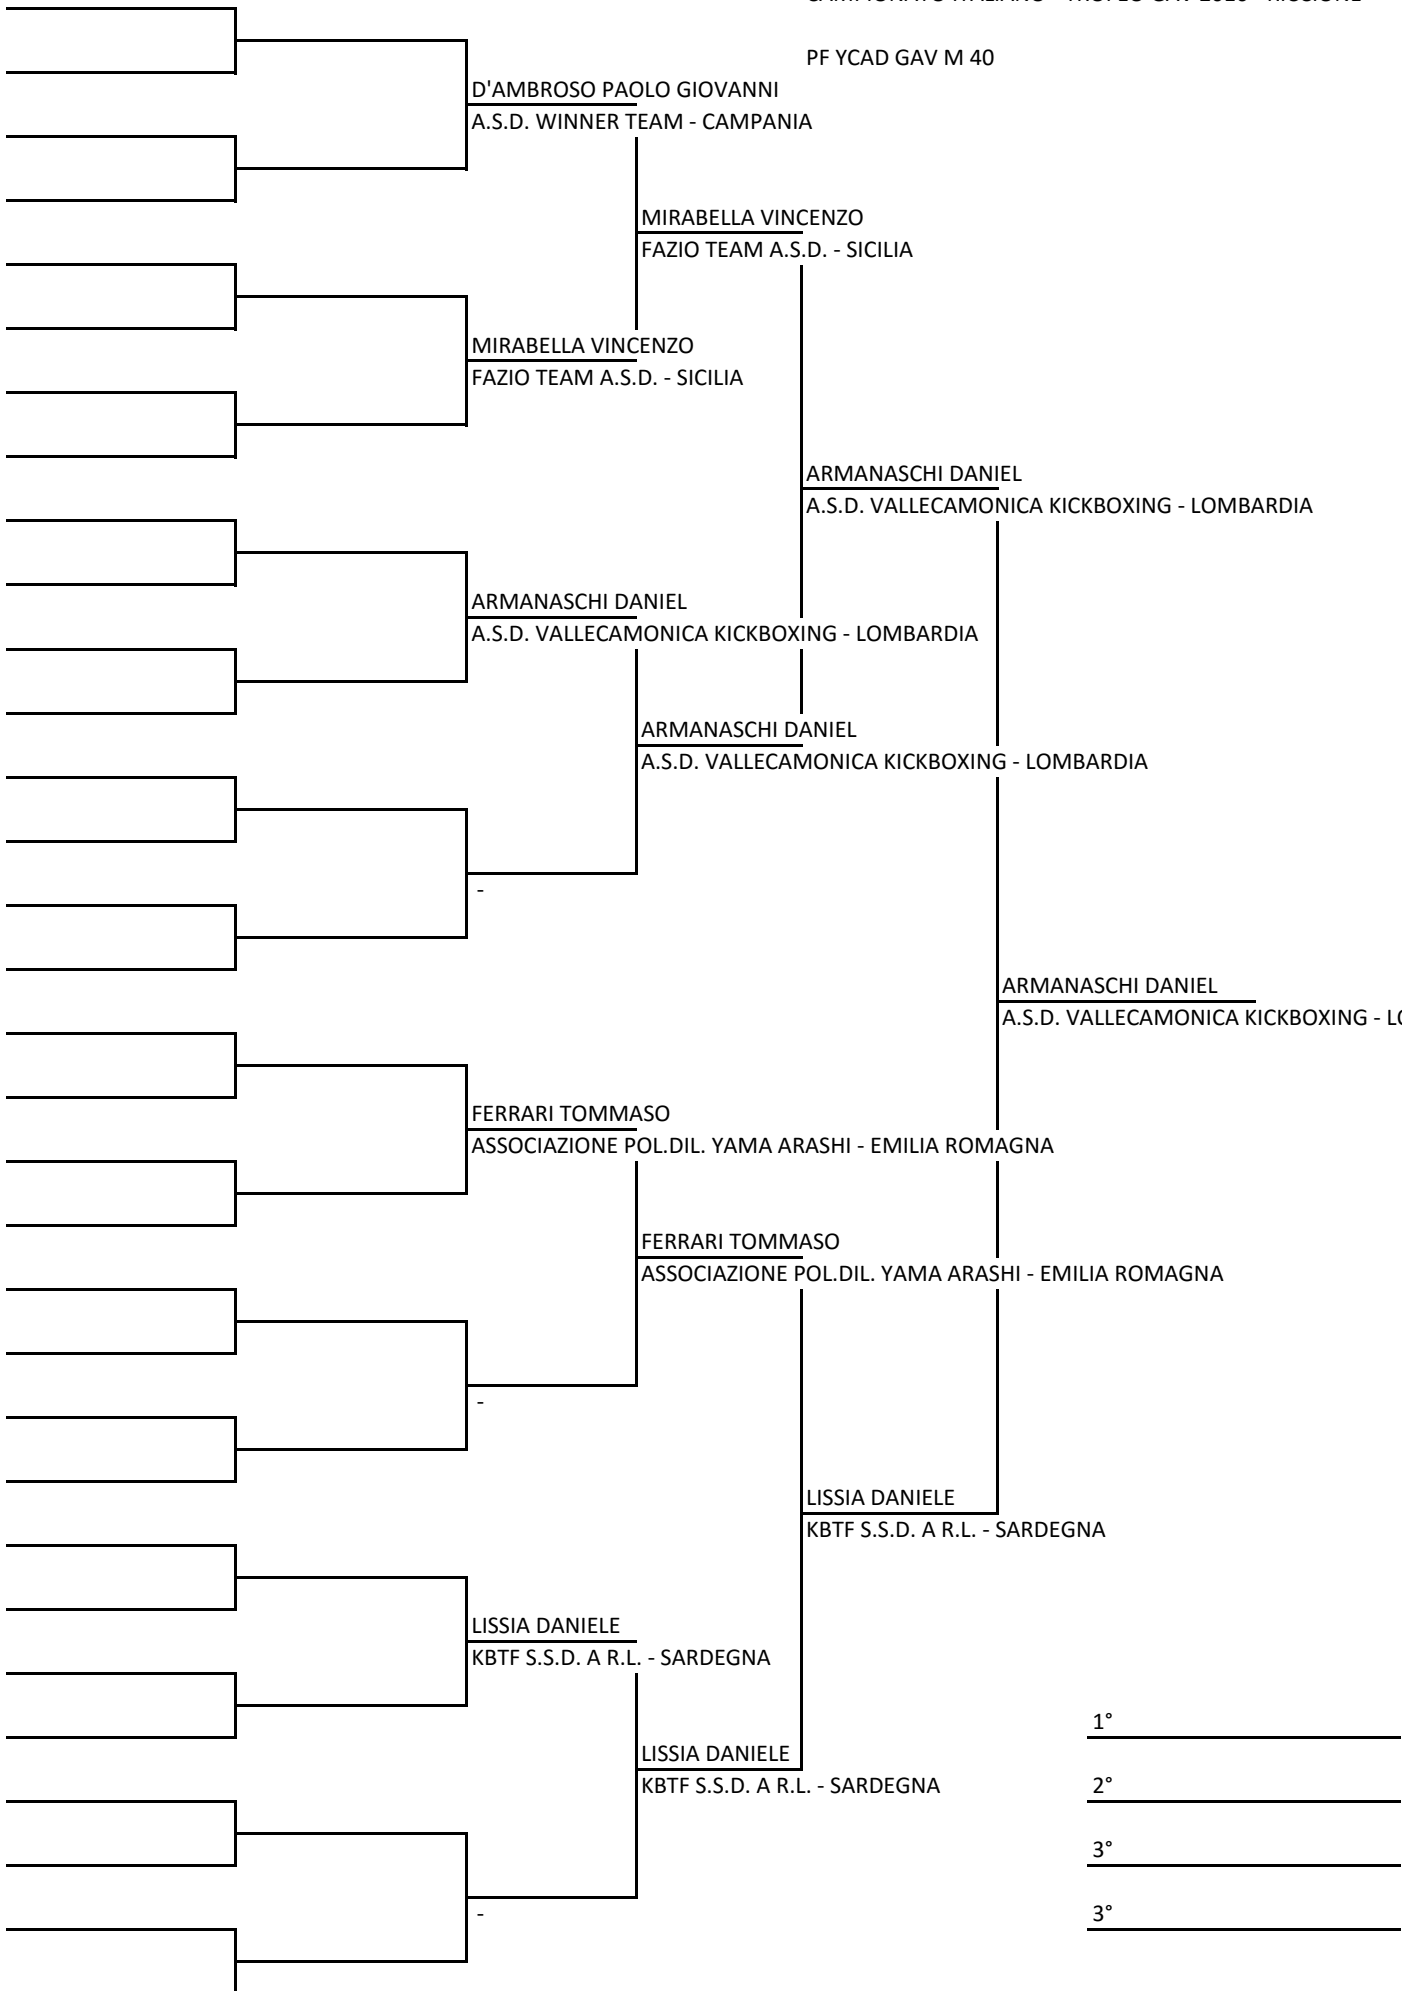 PF YCAD GAV M 40
D'AMBROSO PAOLO GIOVANNI
A.S.D. WINNER TEAM - CAMPANIA
MIRABELLA VINCENZO
FAZIO TEAM A.S.D. - SICILIA
MIRABELLA VINCENZO
FAZIO TEAM A.S.D. - SICILIA
ARMANASCHI DANIEL
A.S.D. VALLECAMONICA KICKBOXING - LOMBARDIA
ARMANASCHI DANIEL
A.S.D. VALLECAMONICA KICKBOXING - LOMBARDIA
ARMANASCHI DANIEL
A.S.D. VALLECAMONICA KICKBOXING - LOMBARDIA
-
ARMANASCHI DANIEL
A.S.D. VALLECAMONICA KICKBOXING - LO
FERRARI TOMMASO
ASSOCIAZIONE POL.DIL. YAMA ARASHI - EMILIA ROMAGNA
FERRARI TOMMASO
ASSOCIAZIONE POL.DIL. YAMA ARASHI - EMILIA ROMAGNA
-
LISSIA DANIELE
KBTF S.S.D. A R.L. - SARDEGNA
LISSIA DANIELE
KBTF S.S.D. A R.L. - SARDEGNA
1°
LISSIA DANIELE
KBTF S.S.D. A R.L. - SARDEGNA
2°
3°
-
3°